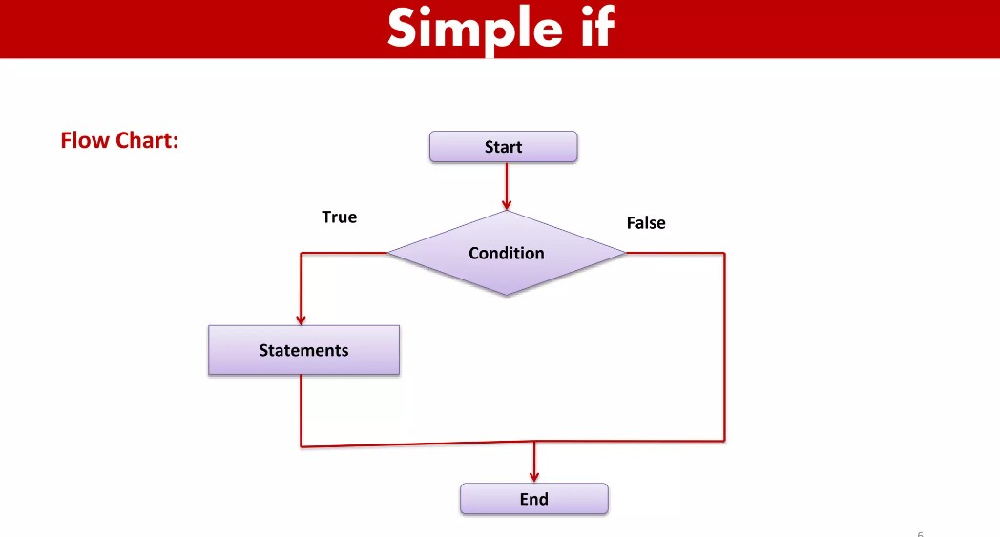 Simple if
Flow Chart:
Start
True
False
Condition
Statements
End